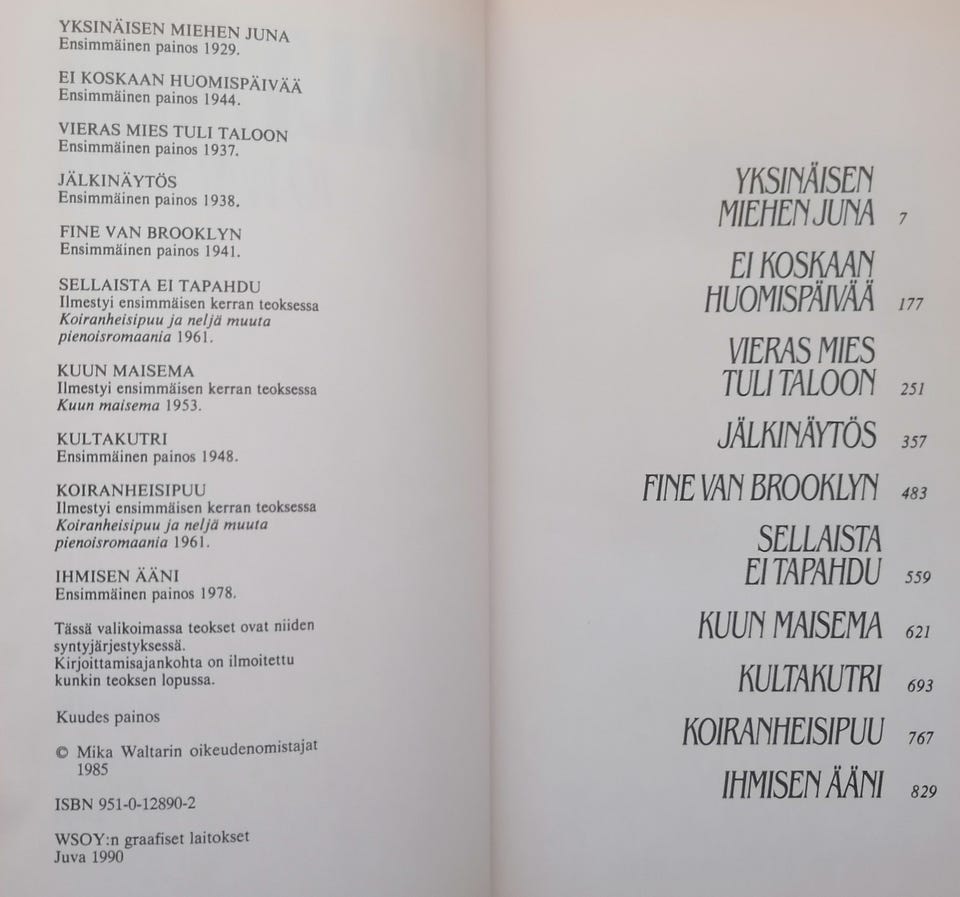 YKSINÄISEN MIEHEN JUNA
Ensimmäinen painos 1929.
EI KOSKAAN HUOMISPÄIVÄÄ
Ensimmäinen painos 1944.
VIERAS MIES TULI TALOON
Ensimmäinen painos 1937.
JÄLKINÄYTÖS
Ensimmäinen painos 1938.
FINE VAN BROOKLYN
Ensimmäinen painos 1941.
SELLAISTA EI TAPAHDU
Ilmestyi ensimmäisen kerran teoksessa
Koiranheisipuu ja neljä muuta
pienoisromaania 1961.
KUUN MAISEMA
Ilmestyi ensimmäisen kerran teoksessa
Kuun maisema 1953.
KULTAKUTRI
Ensimmäinen painos 1948.
KOIRANHEISIPUU
Ilmestyi ensimmäisen kerran teoksessa
Koiranheisipuu ja neljä muuta
pienoisromaania 1961.
IHMISEN ÄÄNI
Ensimmäinen painos 1978.
Tässä valikoimassa teokset ovat niiden
syntyjärjestyksessä.
Kirjoittamisajankohta on ilmoitettu
kunkin teoksen lopussa.
Kuudes painos
© Mika Waltarin oikeudenomistajat
1985
ISBN 951-0-12890-2
WSOY:n graafiset laitokset
Juva 1990
YKSINÄISEN
MIEHEN JUNA 7
EI KOSKAAN
HUOMISPÄIVÄÄ 177
VIERAS MIES
TULI TALOON 251
JÄLKINÄYTÖS 357
FINE VAN BROOKLYN 483
SELLAISTA
EI TAPAHDU 559
KUUN MAISEMA 621
KULTAKUTRI 693
KOIRANHEISIPUU 767
IHMISEN ÄÄNI 829